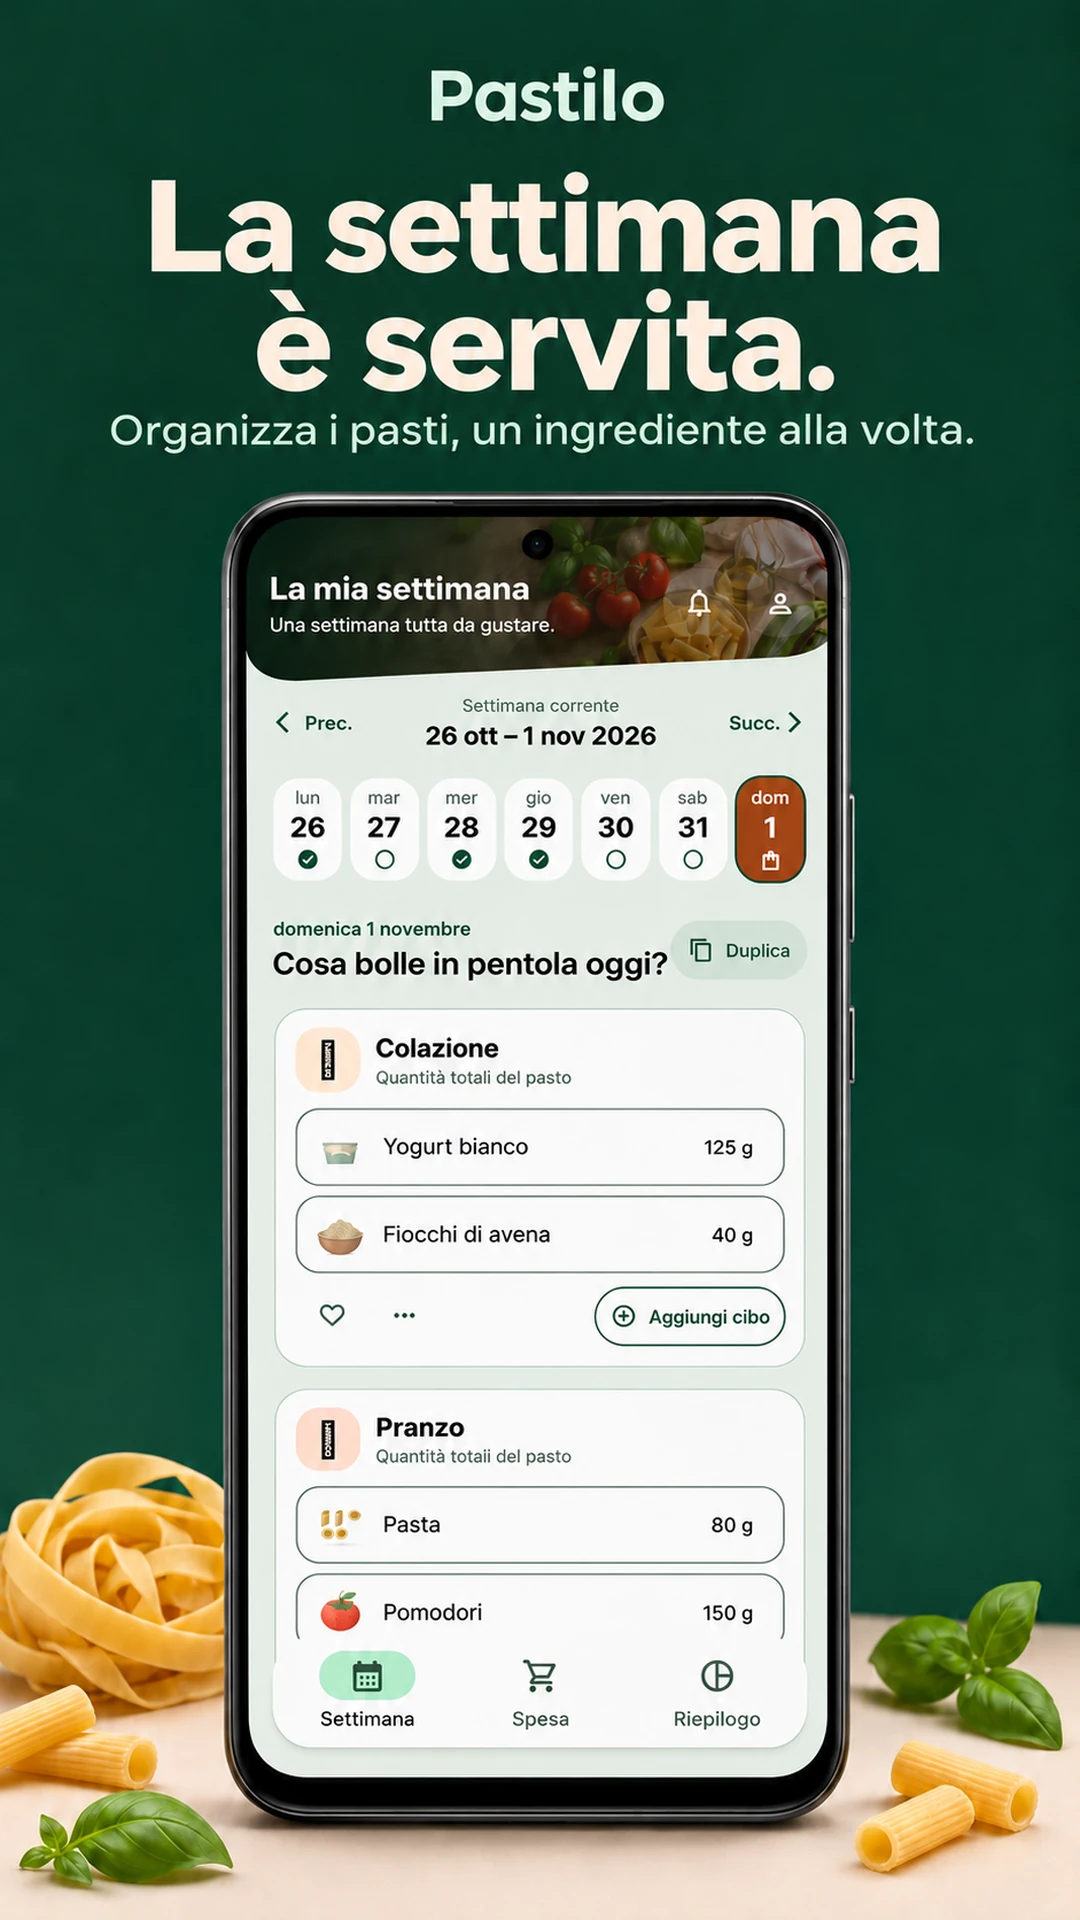 Pastilo
La settimana
è servita.
Organizza i pasti, un ingrediente alla volta.
La mia settimana
Una settimana tutta da gustare.
Settimana corrente
Prec.
26 ott – 1 nov 2026
Succ.
lun mar mer gio ven sab dom
26 27 28 29 30 31 1
domenica 1 novembre
Cosa bolle in pentola oggi?
Duplica
Colazione
Quantità totali del pasto
Yogurt bianco 125 g
Fiocchi di avena 40 g
Aggiungi cibo
Pranzo
Quantità totaii del pasto
Pasta 80 g
Pomodori 150 g
Settimana Spesa Riepilogo